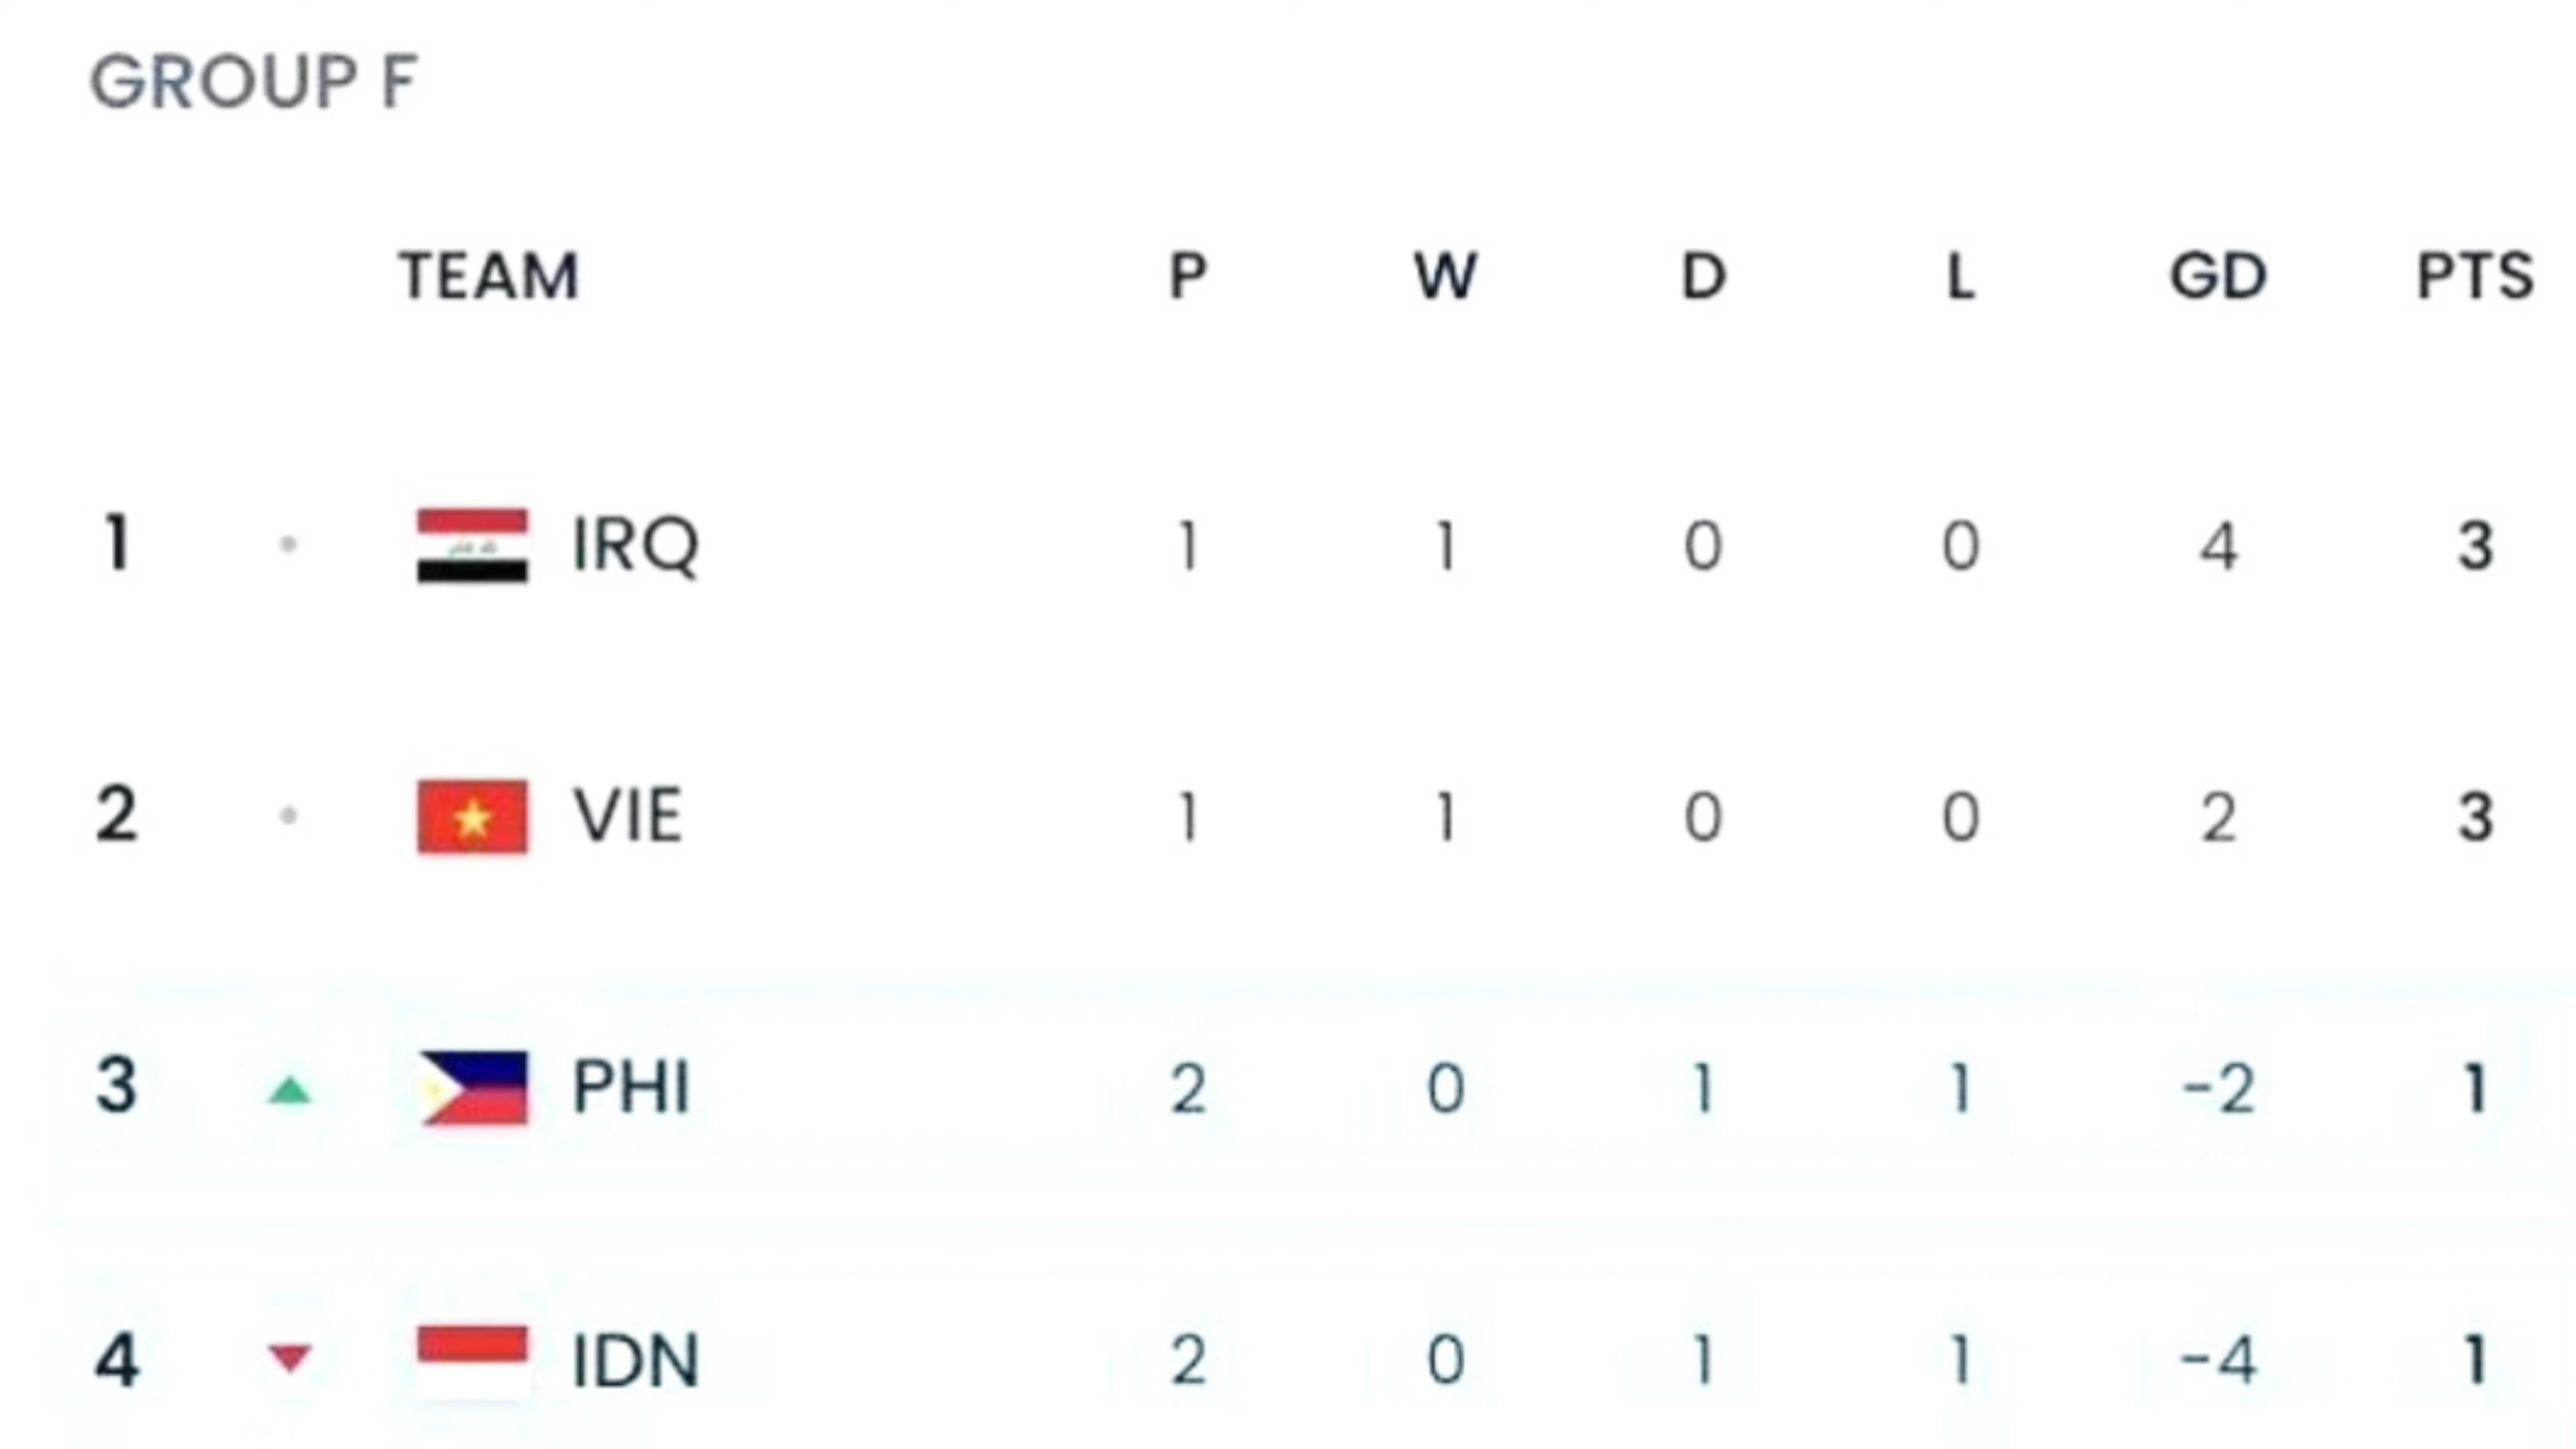 GROUP F
TEAM P W D L GD PTS
1 IRQ 1 1 0 0 4 3
2 VIE 1 1 0 0 2 3
3 PHI 2 0 1 1 -2 1
4 IDN 2 0 1 1 -4 1